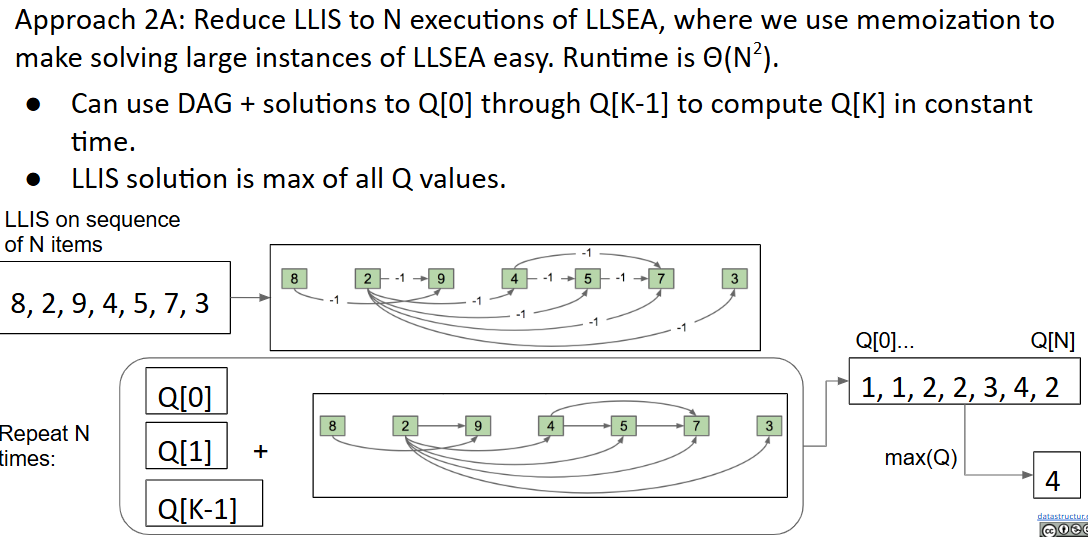 Approach 2A: Reduce LLIS to N executions of LLSEA, where we use memoization to
make solving large instances of LLSEA easy. Runtime is Θ(N²).
● Can use DAG + solutions to Q[0] through Q[K-1] to compute Q[K] in constant
time.
● LLIS solution is max of all Q values.
LLIS on sequence
of N items
8, 2, 9, 4, 5, 7, 3
-1
8 2 -1 9 4 -1 5 -1 7 3
-1 -1
-1
-1
-1
Q[0]... Q[N]
1, 1, 2, 2, 3, 4, 2
Repeat N
times:
Q[0]
Q[1]
Q[K-1]
+
8 2 9 4 5 7 3
max(Q)
4
datastructur.